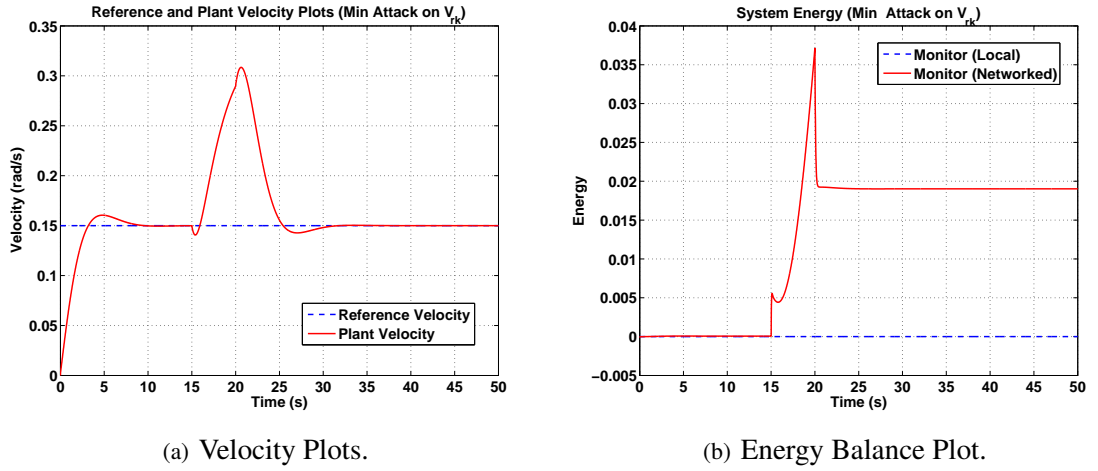 Reference and Plant Velocity Plots (Min Attack on V_rk)
0.35
0.3
0.25
0.2
0.15
0.1
0.05
0
Velocity (rad/s)
Reference Velocity
Plant Velocity
0 5 10 15 20 25 30 35 40 45 50
Time (s)
(a) Velocity Plots.
System Energy (Min Attack on V_rk)
0.04
0.035
0.03
0.025
0.02
0.015
0.01
0.005
0
−0.005
Energy
Monitor (Local)
Monitor (Networked)
0 5 10 15 20 25 30 35 40 45 50
Time (s)
(b) Energy Balance Plot.